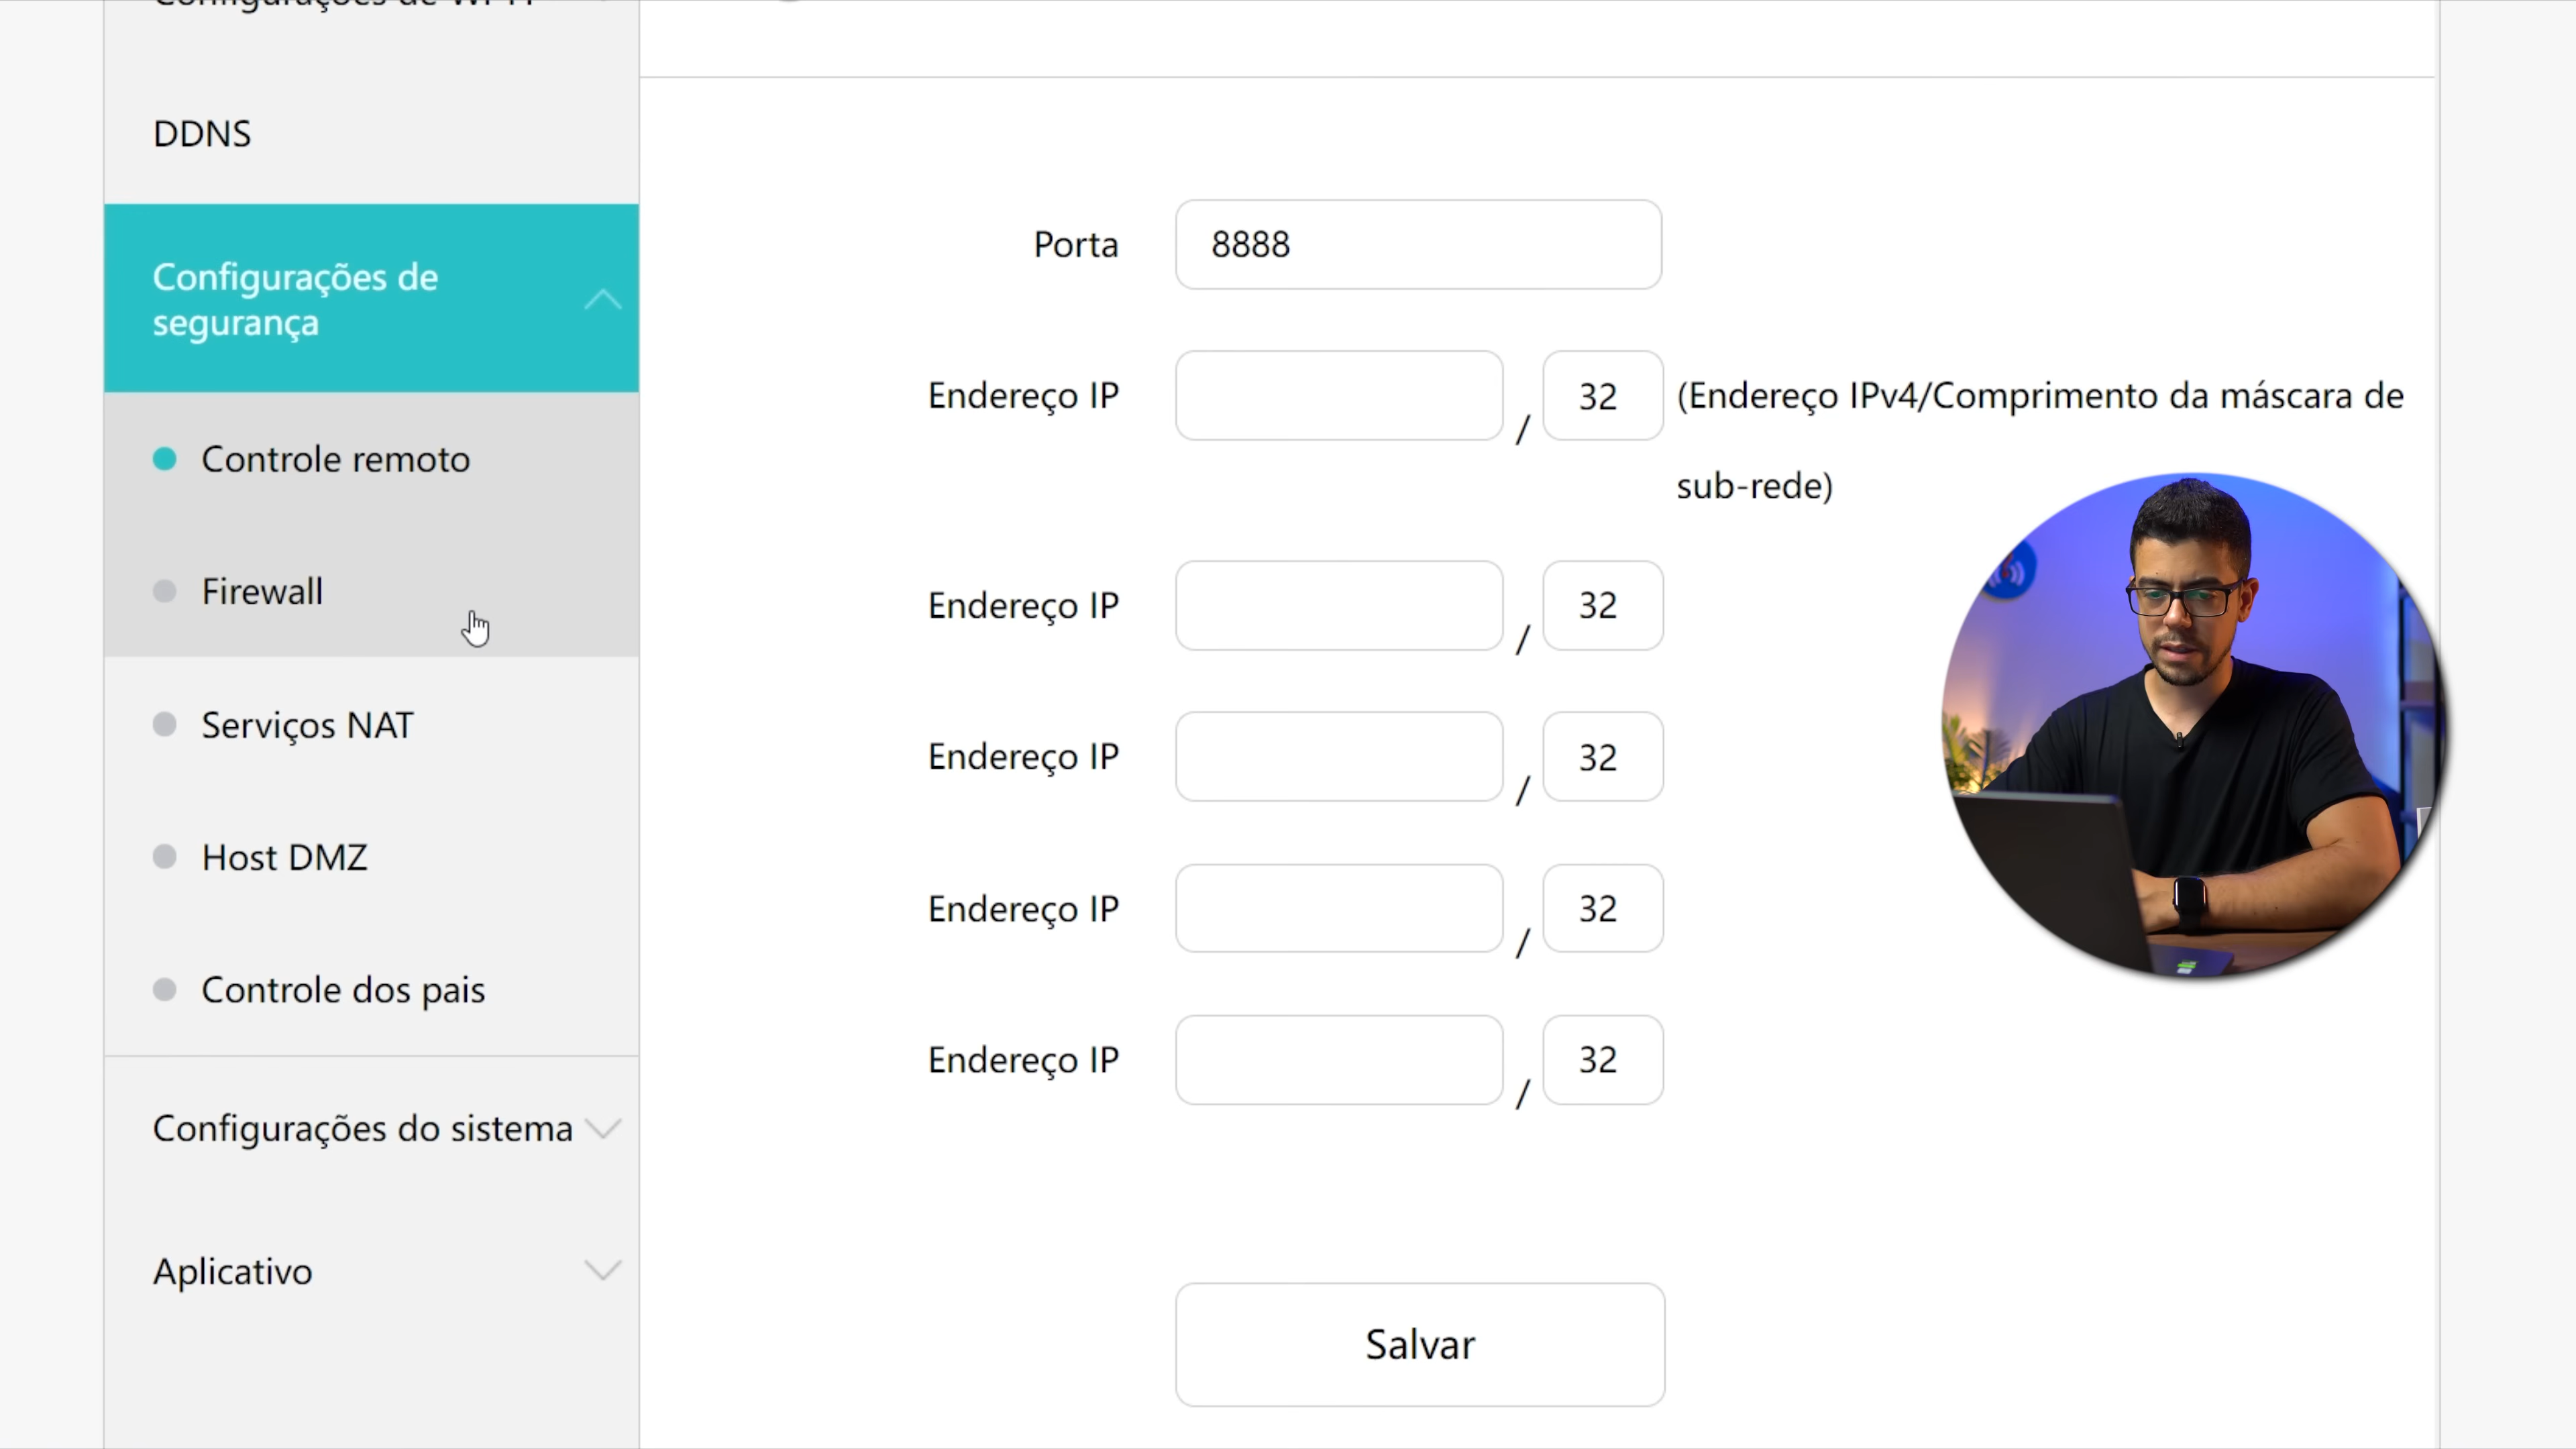 DDNS
Configurações de
segurança
Controle remoto
Firewall
Serviços NAT
Host DMZ
Controle dos pais
Configurações do sistema
Aplicativo
Porta 8888
Endereço IP / 32 (Endereço IPv4/Comprimento da máscara de
sub-rede)
Endereço IP / 32
Endereço IP / 32
Endereço IP / 32
Endereço IP / 32
Salvar